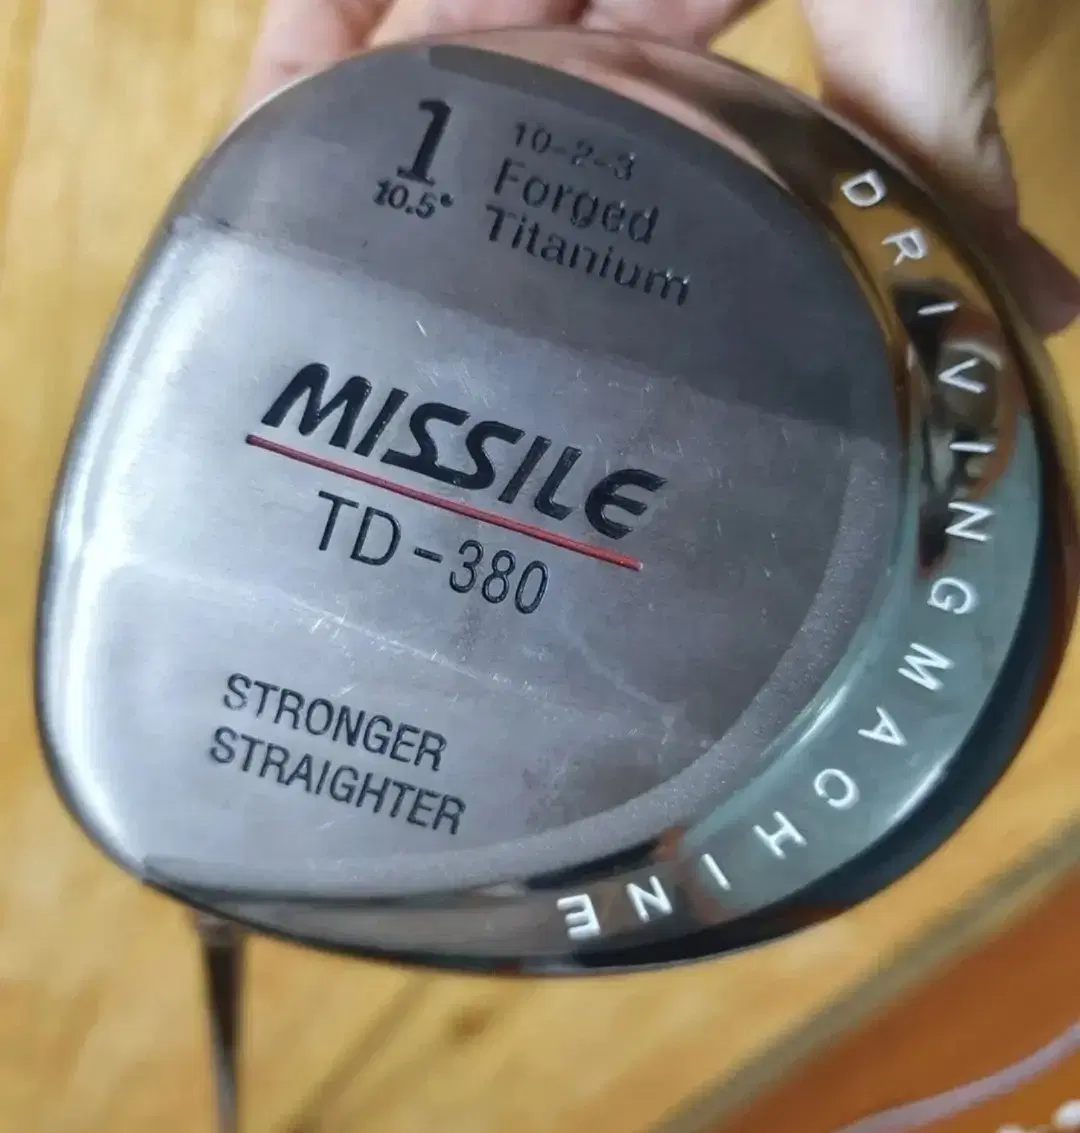 1
10.5°
10-2-3
Forged
Titanium
MISSILE
TD-380
STRONGER
STRAIGHTER
DRIVING MACHINE